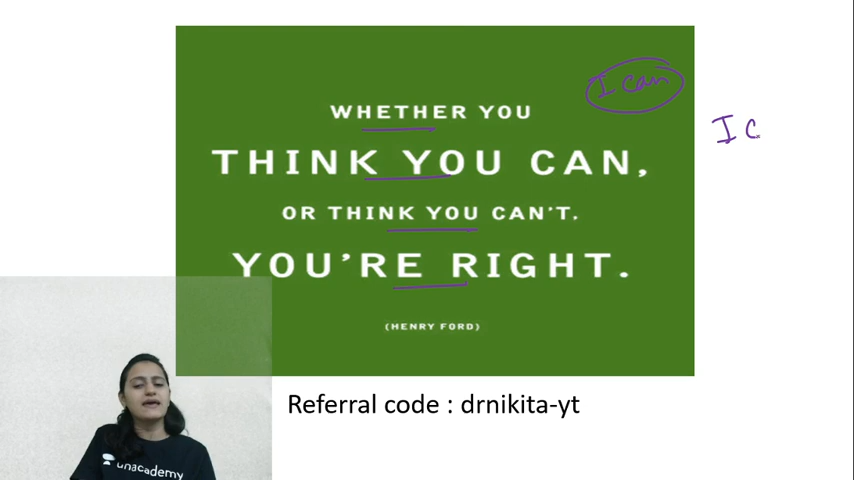 I can
I c
WHETHER YOU
THINK YOU CAN,
OR THINK YOU CAN'T.
YOU'RE RIGHT.
(HENRY FORD)
Referral code : drnikita-yt
unacademy